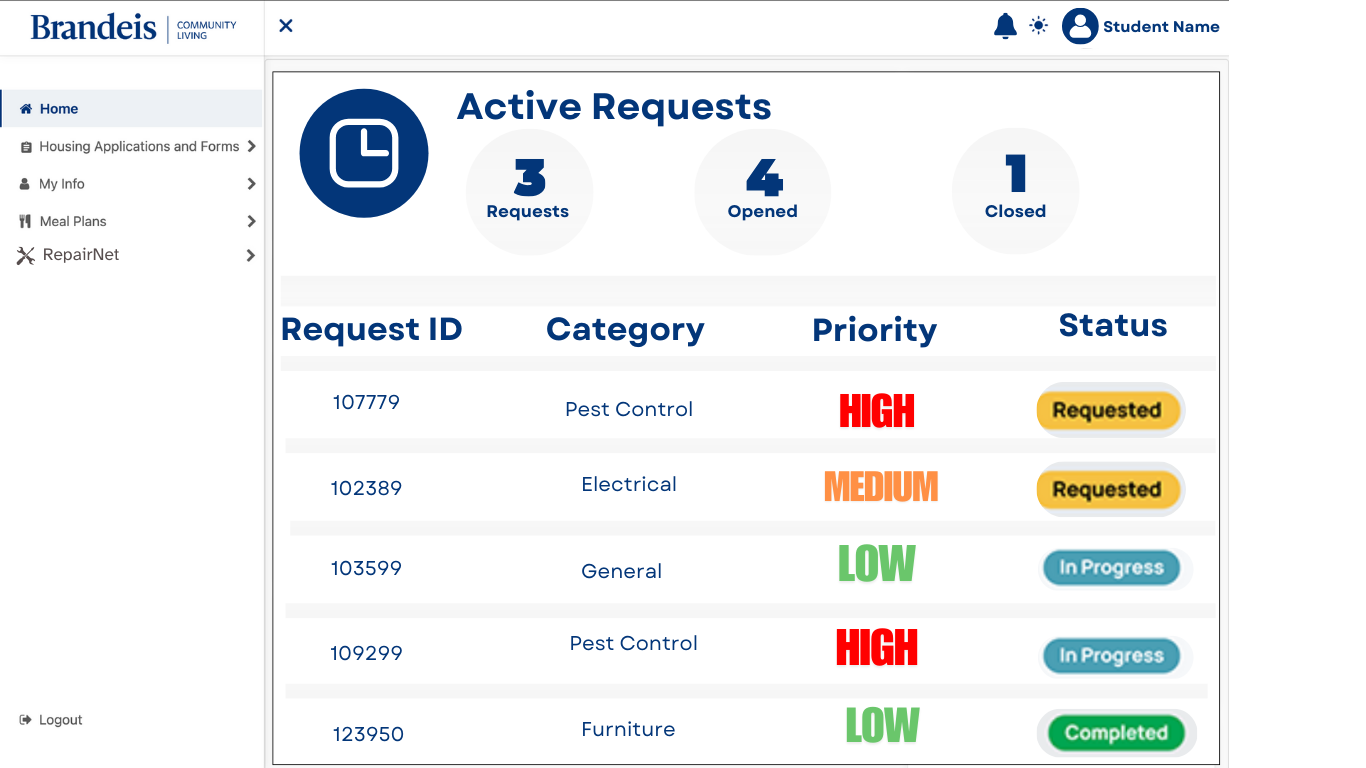 Brandeis COMMUNITY LIVING
Student Name
Home
Housing Applications and Forms
My Info
Meal Plans
RepairNet
Logout
Active Requests
3 4 1
Requests Opened Closed
Request ID Category Priority Status
107779 Pest Control HIGH Requested
102389 Electrical MEDIUM Requested
103599 General LOW In Progress
109299 Pest Control HIGH In Progress
123950 Furniture LOW Completed